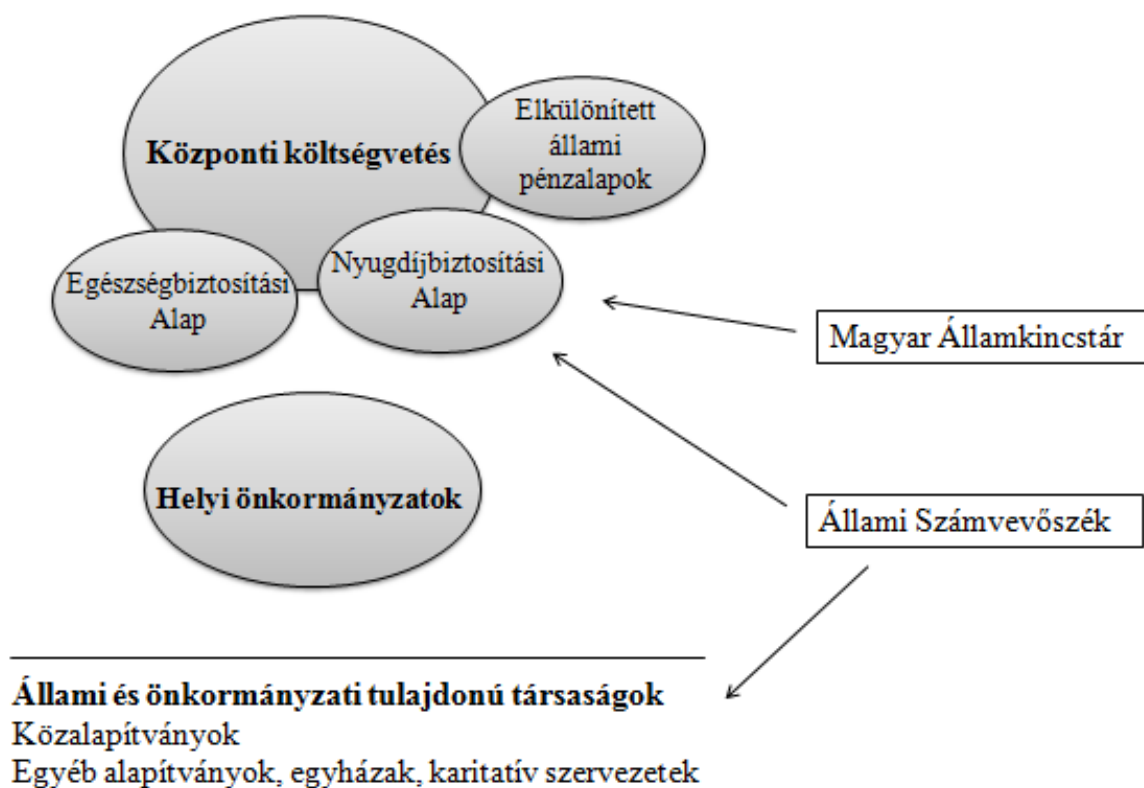 Központi költségvetés
Elkülönített
állami
pénzalapok
Egészségbiztosítási
Alap
Nyugdíjbiztosítási
Alap
Magyar Államkincstár
Helyi önkormányzatok
Állami Számvevőszék
Állami és önkormányzati tulajdonú társaságok
Közalapítványok
Egyéb alapítványok, egyházak, karitatív szervezetek